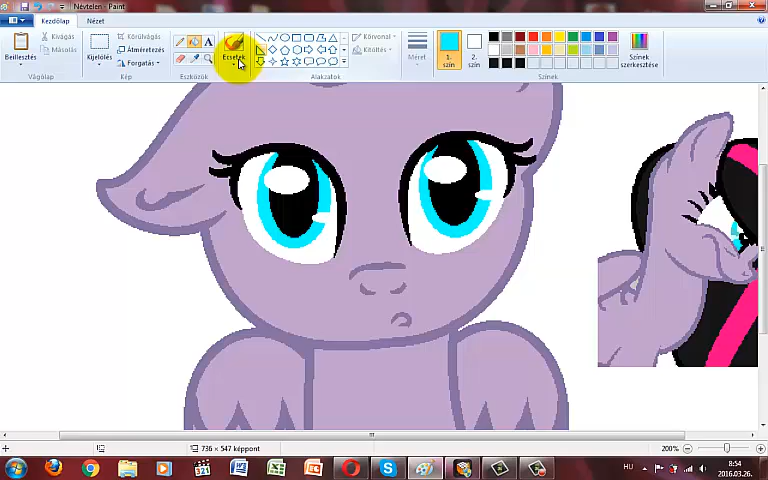 Névtelen - Paint
Kezdőlap Nézet
Beillesztés
Kivágás
Másolás
Vágólap
Kijelölés
Körülvágás
Átméretezés
Forgatás
Kép
A
Eszközök
Ecsetek
Alakzatok
Körvonal
Kitöltés
Méret
1. szín
2. szín
Színek
Színek szerkesztése
736 × 547 képpont
200%
321
HU
8:54
2016.03.26.